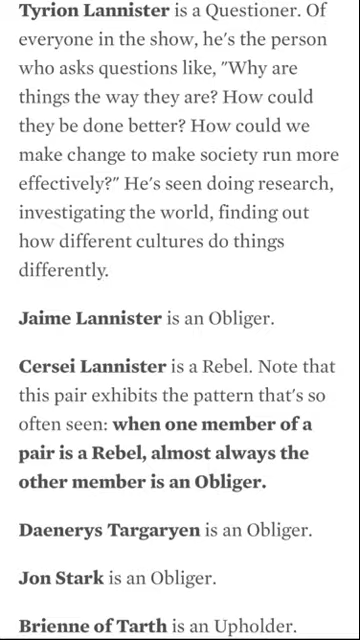 Tyrion Lannister is a Questioner. Of
everyone in the show, he's the person
who asks questions like, "Why are
things the way they are? How could
they be done better? How could we
make change to make society run more
effectively?" He's seen doing research,
investigating the world, finding out
how different cultures do things
differently.
Jaime Lannister is an Obliger.
Cersei Lannister is a Rebel. Note that
this pair exhibits the pattern that's so
often seen: when one member of a
pair is a Rebel, almost always the
other member is an Obliger.
Daenerys Targaryen is an Obliger.
Jon Stark is an Obliger.
Brienne of Tarth is an Upholder.